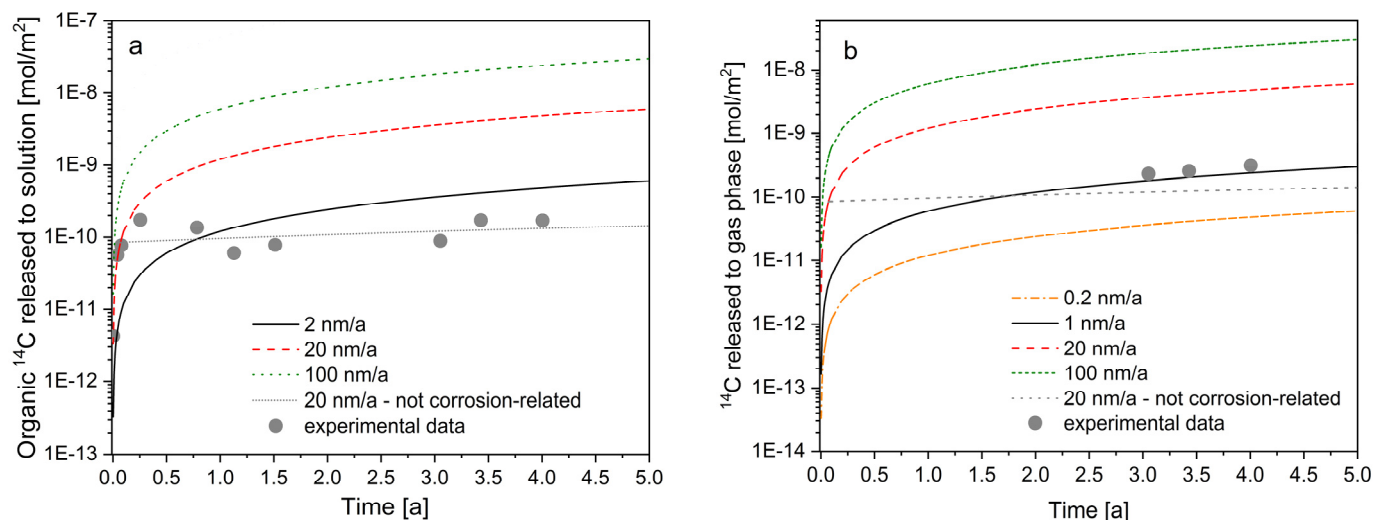 a
1E-7
1E-8
1E-9
1E-10
1E-11
1E-12
1E-13
Organic ¹⁴C released to solution [mol/m²]
2 nm/a
20 nm/a
100 nm/a
20 nm/a - not corrosion-related
experimental data
0.0 0.5 1.0 1.5 2.0 2.5 3.0 3.5 4.0 4.5 5.0
Time [a]
b
1E-8
1E-9
1E-10
1E-11
1E-12
1E-13
1E-14
¹⁴C released to gas phase [mol/m²]
0.2 nm/a
1 nm/a
20 nm/a
100 nm/a
20 nm/a - not corrosion-related
experimental data
0.0 0.5 1.0 1.5 2.0 2.5 3.0 3.5 4.0 4.5 5.0
Time [a]